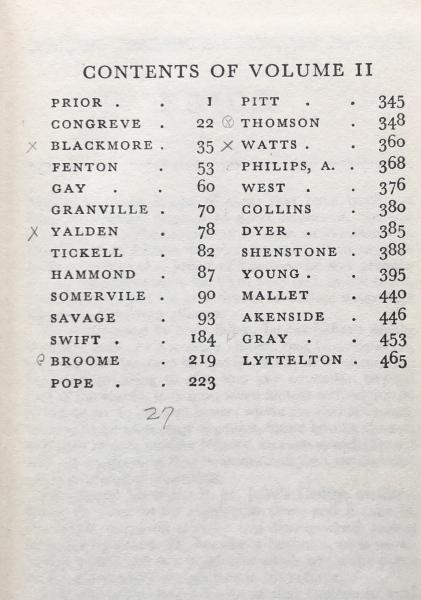 CONTENTS OF VOLUME II
PRIOR . . 1
CONGREVE . 22
x BLACKMORE . 35
FENTON . 53
GAY . . 60
GRANVILLE . 70
x YALDEN . 78
TICKELL . 82
HAMMOND . 87
SOMERVILE . 90
SAVAGE . 93
SWIFT . . 184
BROOME . 219
POPE . . 223
PITT . . 345
ⓧ THOMSON . 348
x WATTS . . 360
PHILIPS, A. . 368
WEST . . 376
COLLINS . 380
DYER . . 385
SHENSTONE . 388
YOUNG . . 395
MALLET . 440
AKENSIDE . 446
GRAY . . 453
LYTTELTON . 465
27